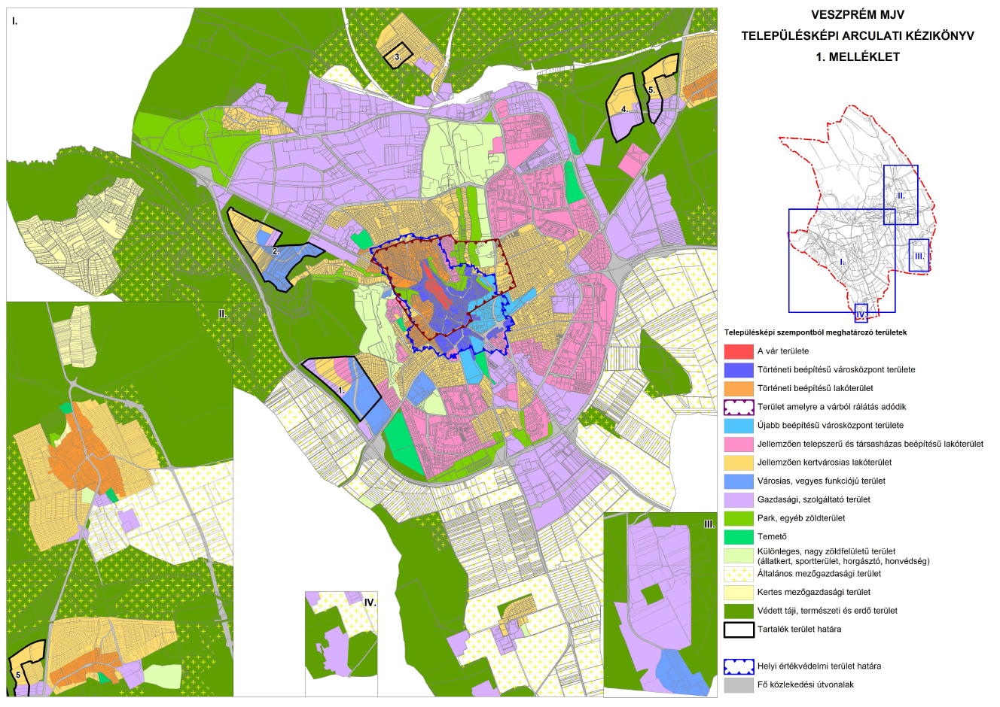 I.
VESZPRÉM MJV
TELEPÜLÉSKÉPI ARCULATI KÉZIKÖNYV
1. MELLÉKLET
3.
5.
4.
2.
1.
II.
III.
IV.
5
II.
I.
III.
IV.
Településképi szempontból meghatározó területek
A vár területe
Történeti beépítésű városközpont területe
Történeti beépítésű lakóterület
Terület amelyre a várból rálátás adódik
Újabb beépítésű városközpont területe
Jellemzően telepszerű és társasházas beépítésű lakóterület
Jellemzően kertvárosias lakóterület
Városias, vegyes funkciójú terület
Gazdasági, szolgáltató terület
Park, egyéb zöldterület
Temető
Különleges, nagy zöldfelületű terület
(állatkert, sportterület, horgásztó, honvédség)
Általános mezőgazdasági terület
Kertes mezőgazdasági terület
Védett táji, természeti és erdő terület
Tartalék terület határa
Helyi értékvédelmi terület határa
Fő közlekedési útvonalak